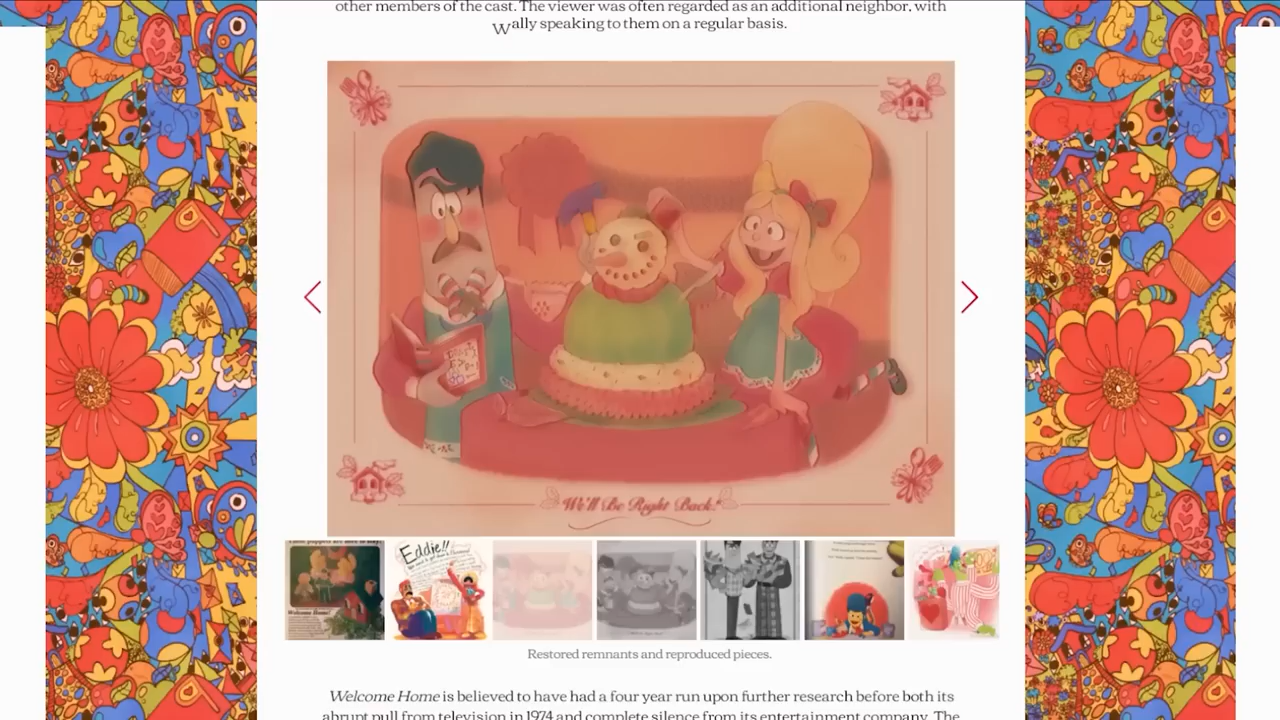 other members of the cast. The viewer was often regarded as an additional neighbor, with
Wally speaking to them on a regular basis.
We'll Be Right Back!
Eddie!!
Welcome Home
Restored remnants and reproduced pieces.
Welcome Home is believed to have had a four year run upon further research before both its
abrupt pull from television in 1974 and complete silence from its entertainment company. The